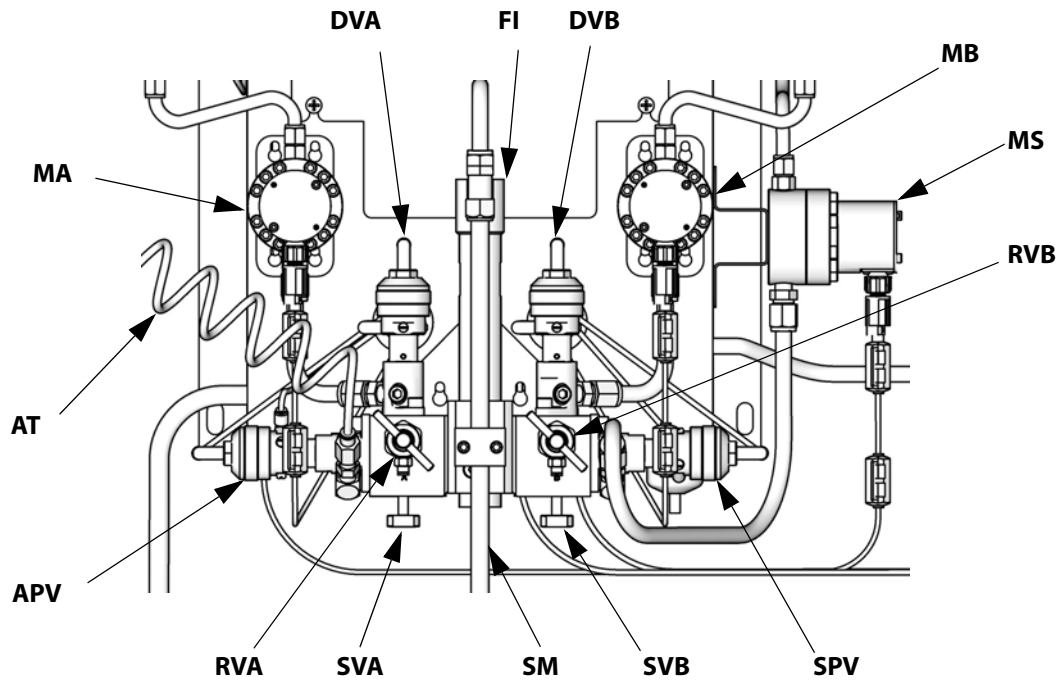 DVA FI DVB
MB
MS
MA
RVB
AT
APV
RVA SVA SM SVB SPV